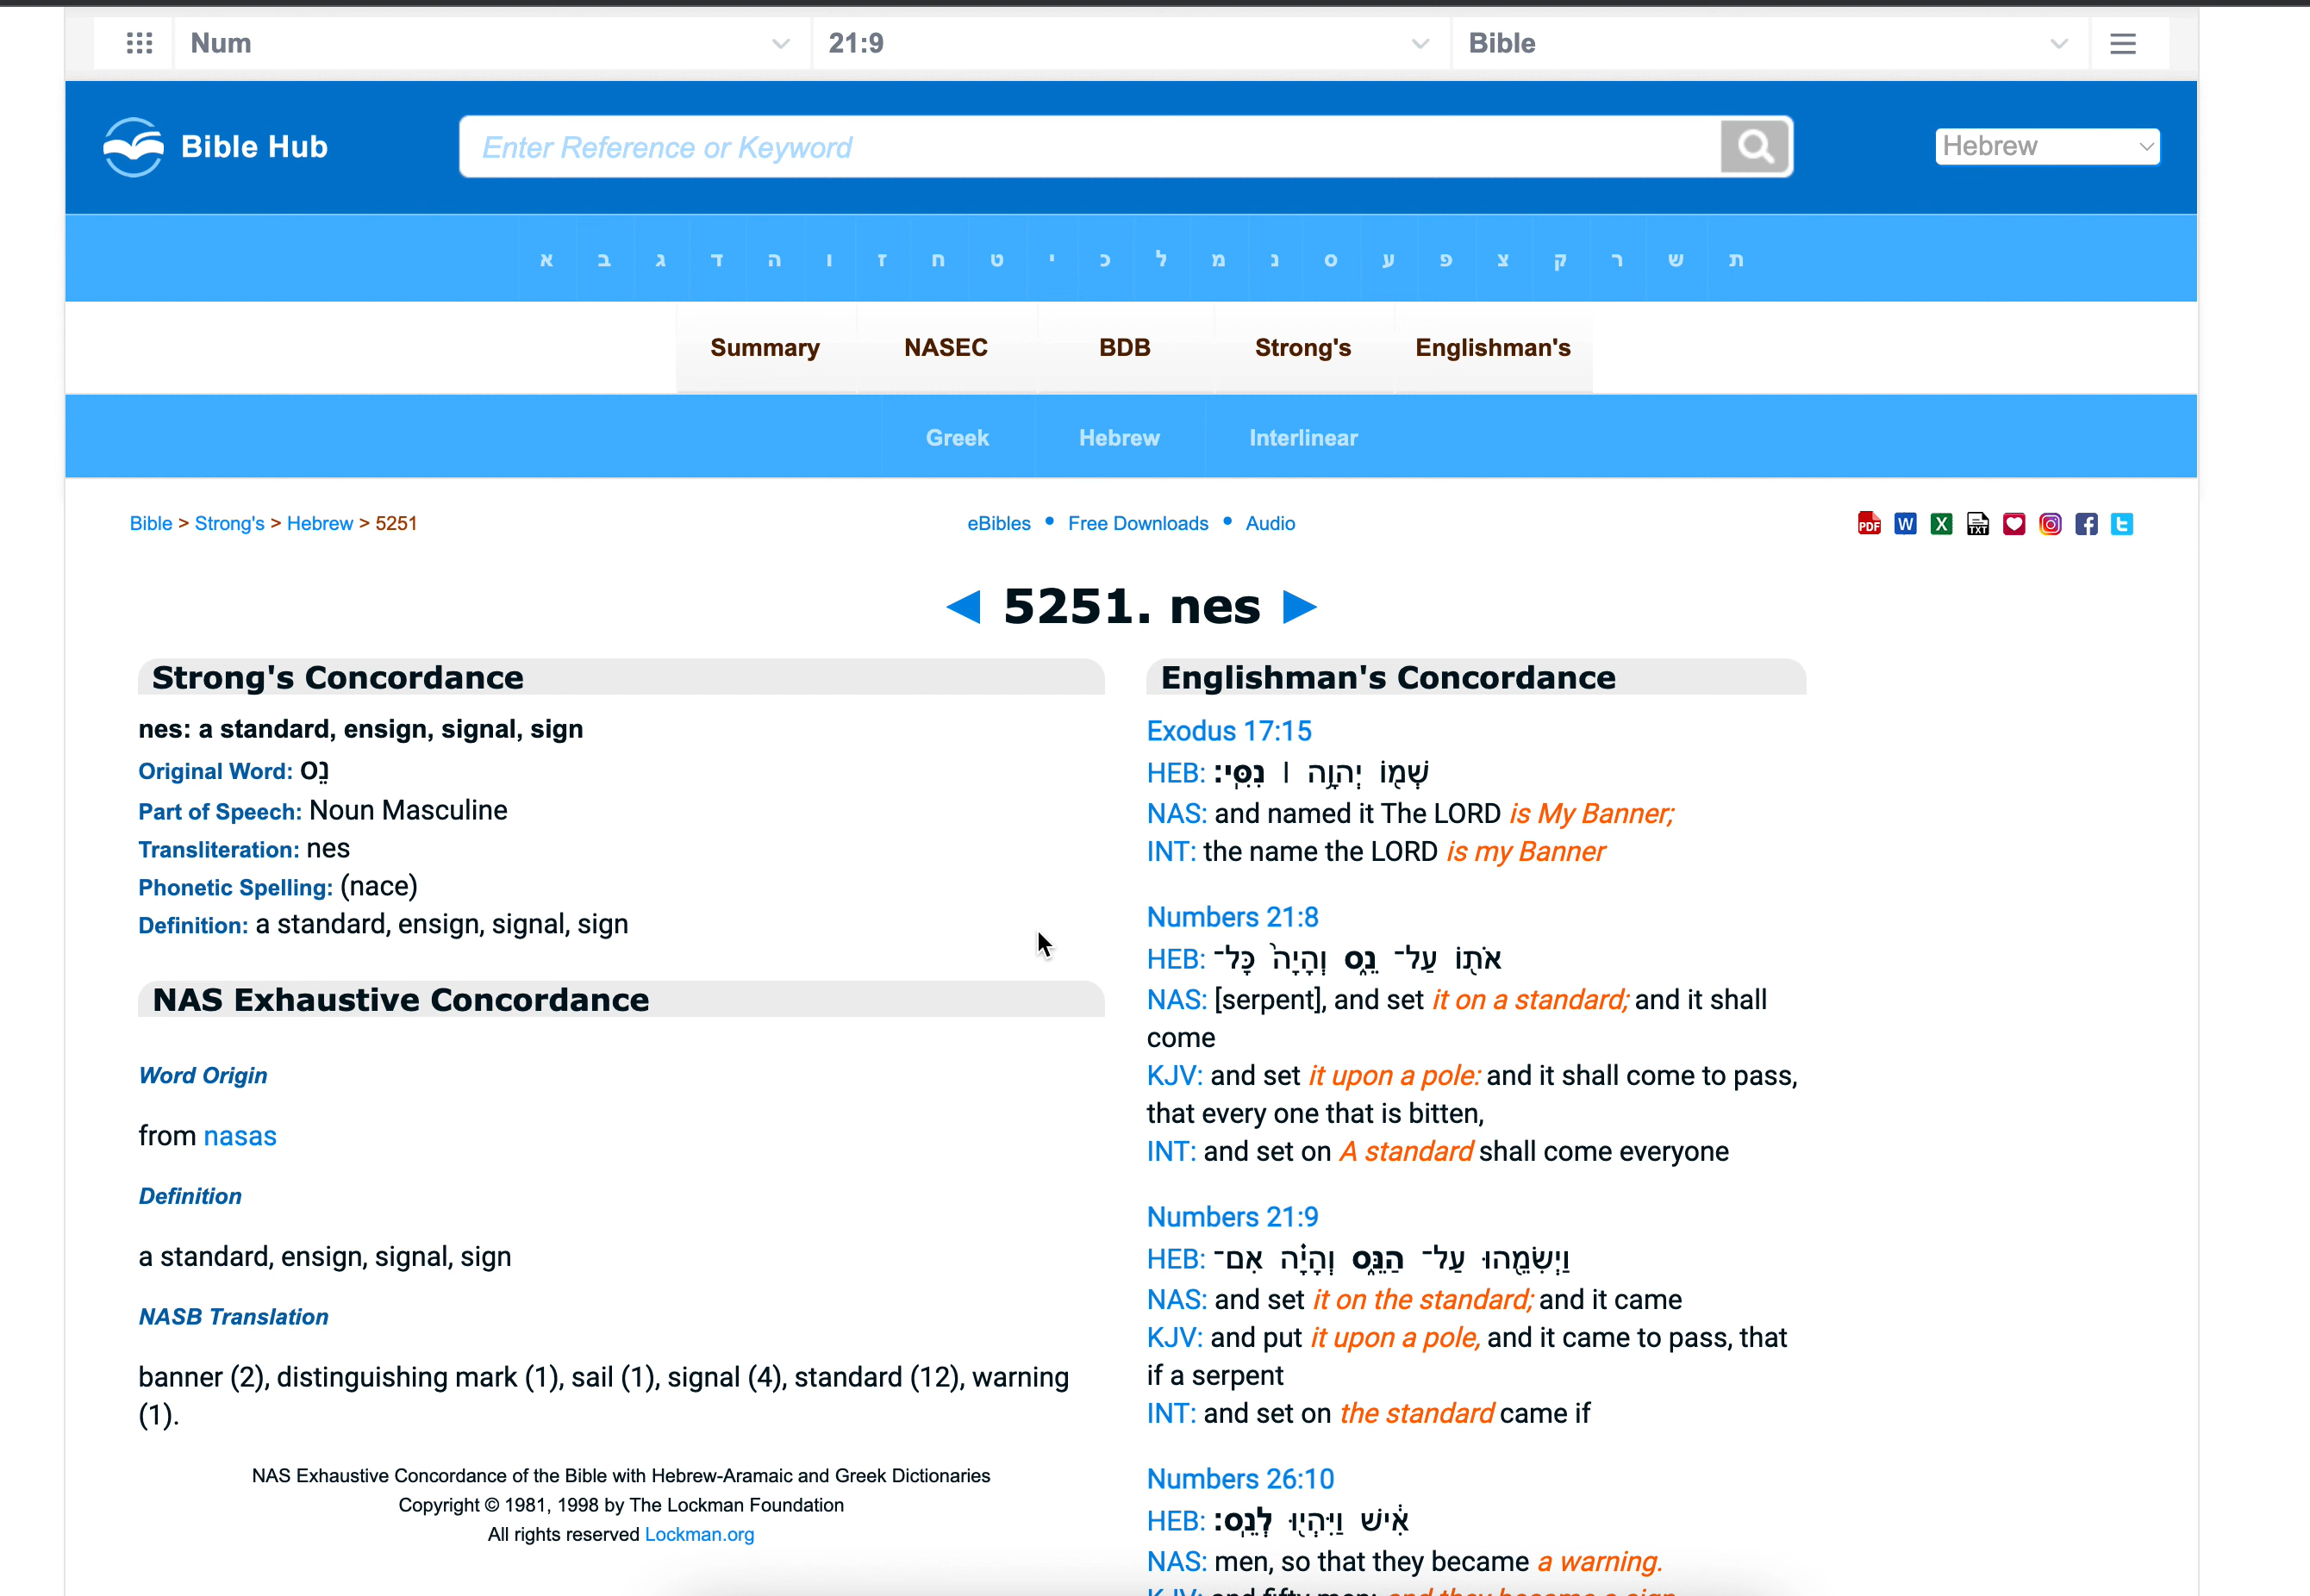 Num 21:9 Bible
Bible Hub Enter Reference or Keyword Hebrew
א ב ג ד ה ו ז ח ט י כ ל מ נ ס ע פ צ ק ר ש ת
Summary NASEC BDB Strong's Englishman's
Greek Hebrew Interlinear
Bible > Strong's > Hebrew > 5251 eBibles • Free Downloads • Audio
PDF W X TXT
◄ 5251. nes ►
Strong's Concordance
nes: a standard, ensign, signal, sign
Original Word: נֵס
Part of Speech: Noun Masculine
Transliteration: nes
Phonetic Spelling: (nace)
Definition: a standard, ensign, signal, sign
NAS Exhaustive Concordance
Word Origin
from nasas
Definition
a standard, ensign, signal, sign
NASB Translation
banner (2), distinguishing mark (1), sail (1), signal (4), standard (12), warning
(1).
NAS Exhaustive Concordance of the Bible with Hebrew-Aramaic and Greek Dictionaries
Copyright © 1981, 1998 by The Lockman Foundation
All rights reserved Lockman.org
Englishman's Concordance
Exodus 17:15
HEB: שְׁמ֖וֹ יְהוָ֥ה ׀ נִסִּֽי׃
NAS: and named it The LORD is My Banner;
INT: the name the LORD is my Banner
Numbers 21:8
HEB: אֹת֖וֹ עַל־ נֵ֑ס וְהָיָה֙ כָּל־
NAS: [serpent], and set it on a standard; and it shall
come
KJV: and set it upon a pole: and it shall come to pass,
that every one that is bitten,
INT: and set on A standard shall come everyone
Numbers 21:9
HEB: וַיְשִׂמֵ֖הוּ עַל־ הַנֵּ֑ס וְהָיָ֗ה אִם־
NAS: and set it on the standard; and it came
KJV: and put it upon a pole, and it came to pass, that
if a serpent
INT: and set on the standard came if
Numbers 26:10
HEB: אִ֔ישׁ וַיִּהְי֖וּ לְנֵֽס׃
NAS: men, so that they became a warning.
KJV: and fifty men: and they became a sign